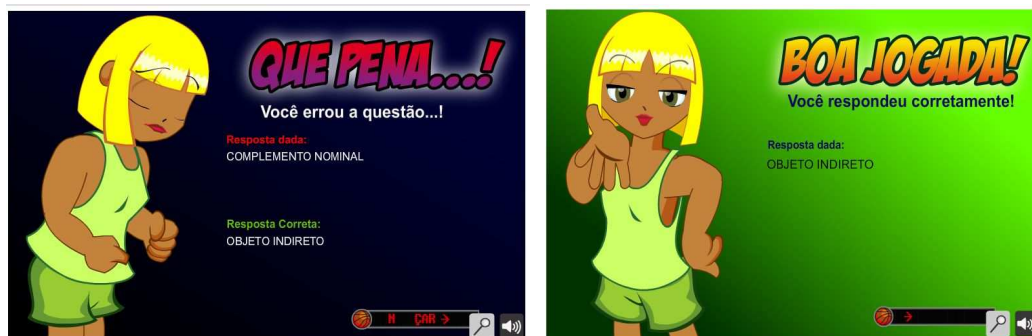 QUE PENA...!
Você errou a questão...!
Resposta dada:
COMPLEMENTO NOMINAL
Resposta Correta:
OBJETO INDIRETO
BOA JOGADA!
Você respondeu corretamente!
Resposta dada:
OBJETO INDIRETO